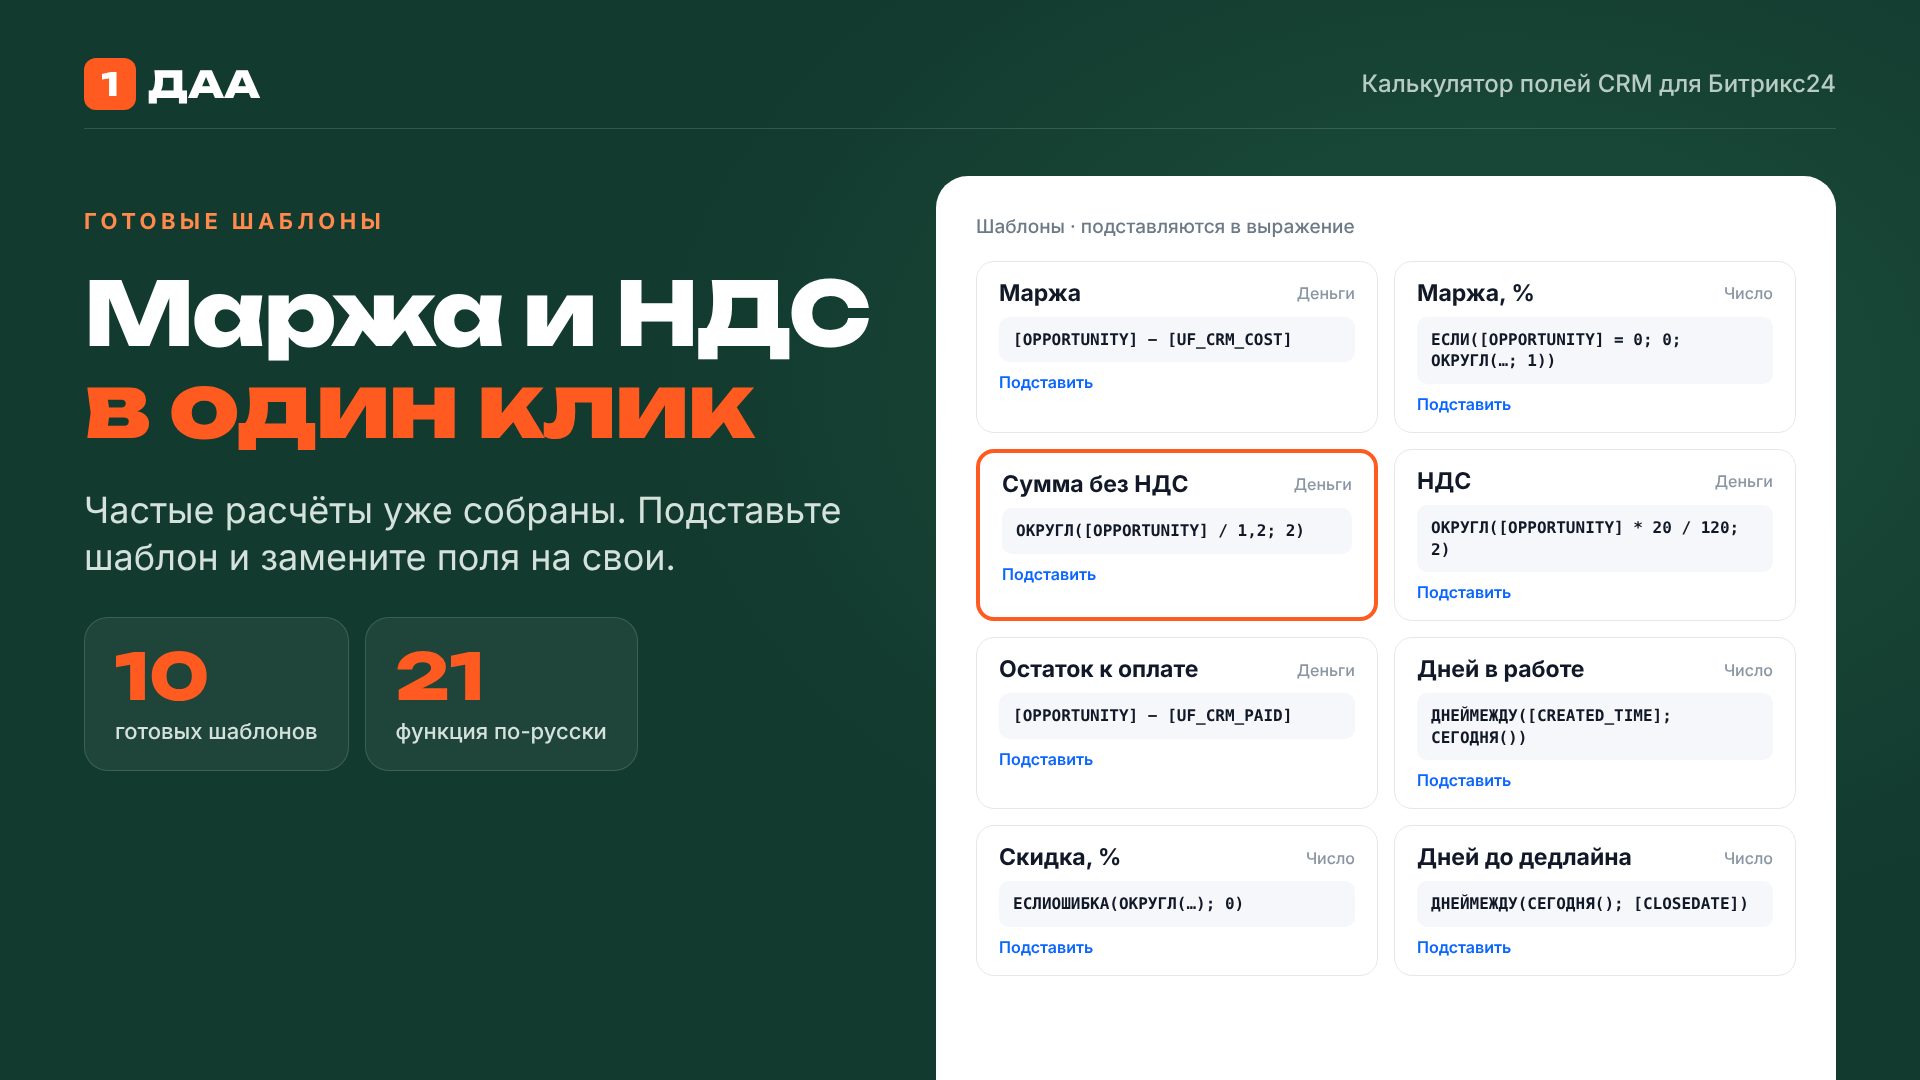 1 ДАА
Калькулятор полей CRM для Битрикс24
ГОТОВЫЕ ШАБЛОНЫ
Маржа и НДС
в один клик
Частые расчёты уже собраны. Подставьте
шаблон и замените поля на свои.
10
готовых шаблонов
21
функция по-русски
Шаблоны · подставляются в выражение
Маржа
Деньги
[OPPORTUNITY] − [UF_CRM_COST]
Подставить
Маржа, %
Число
ЕСЛИ([OPPORTUNITY] = 0; 0;
ОКРУГЛ(…; 1))
Подставить
Сумма без НДС
Деньги
ОКРУГЛ([OPPORTUNITY] / 1,2; 2)
Подставить
НДС
Деньги
ОКРУГЛ([OPPORTUNITY] * 20 / 120;
2)
Подставить
Остаток к оплате
Деньги
[OPPORTUNITY] − [UF_CRM_PAID]
Подставить
Дней в работе
Число
ДНЕЙМЕЖДУ([CREATED_TIME];
СЕГОДНЯ())
Подставить
Скидка, %
Число
ЕСЛИОШИБКА(ОКРУГЛ(…); 0)
Подставить
Дней до дедлайна
Число
ДНЕЙМЕЖДУ(СЕГОДНЯ(); [CLOSEDATE])
Подставить